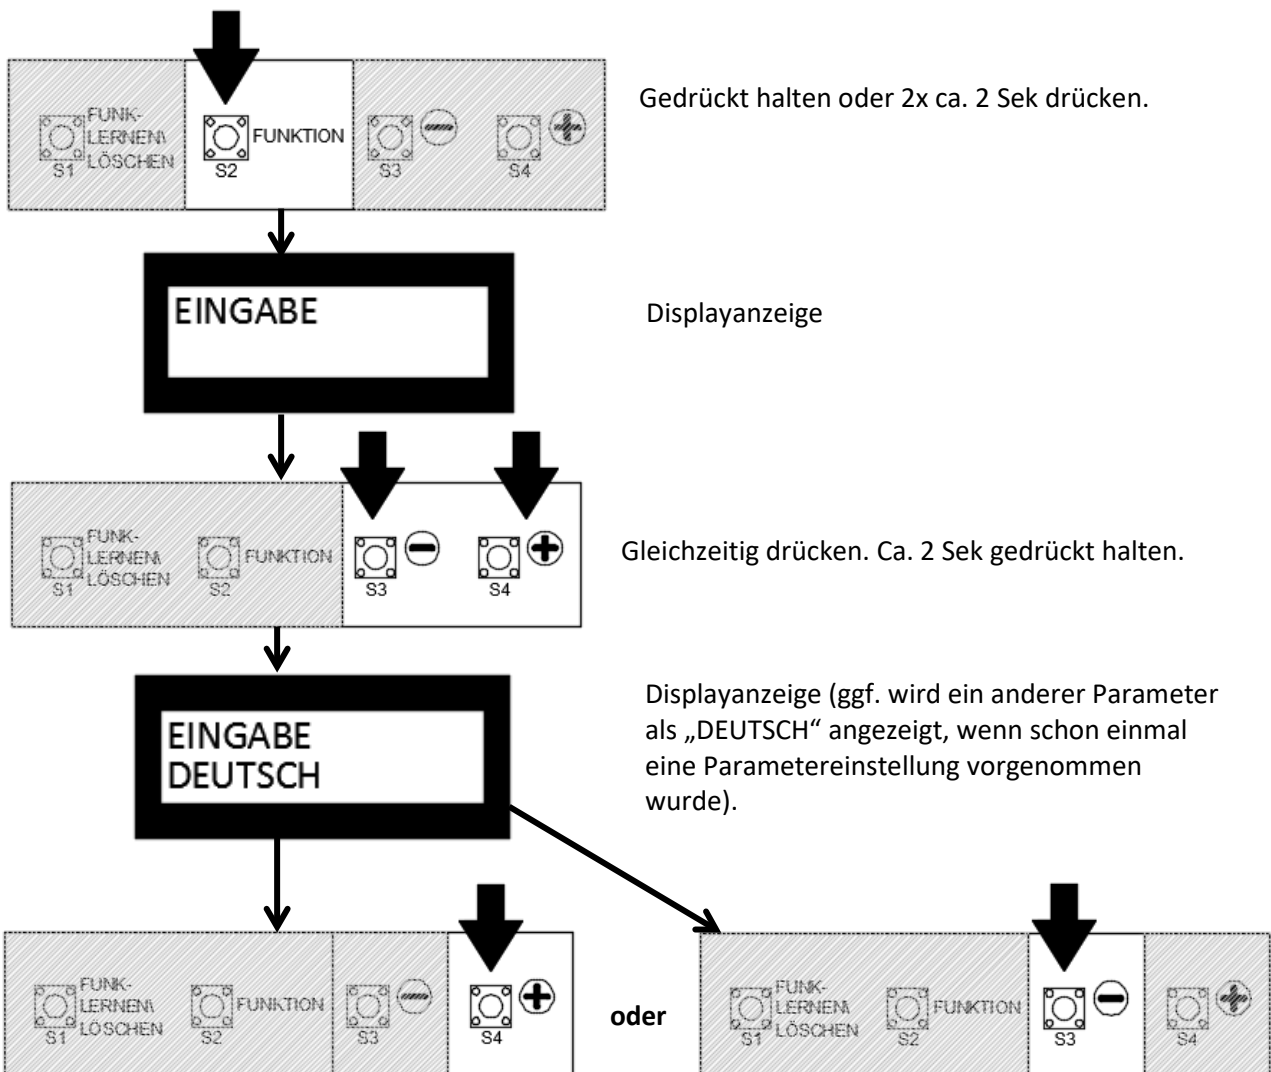 FUNK-
LERNEN\
LÖSCHEN
S1
FUNKTION
S2
S3
S4
Gedrückt halten oder 2x ca. 2 Sek drücken.
EINGABE
Displayanzeige
FUNK-
LERNEN\
LÖSCHEN
S1
FUNKTION
S2
S3
S4
Gleichzeitig drücken. Ca. 2 Sek gedrückt halten.
EINGABE
DEUTSCH
Displayanzeige (ggf. wird ein anderer Parameter
als „DEUTSCH“ angezeigt, wenn schon einmal
eine Parametereinstellung vorgenommen
wurde).
FUNK-
LERNEN\
LÖSCHEN
S1
FUNKTION
S2
S3
S4
oder
FUNK-
LERNEN\
LÖSCHEN
S1
FUNKTION
S2
S3
S4